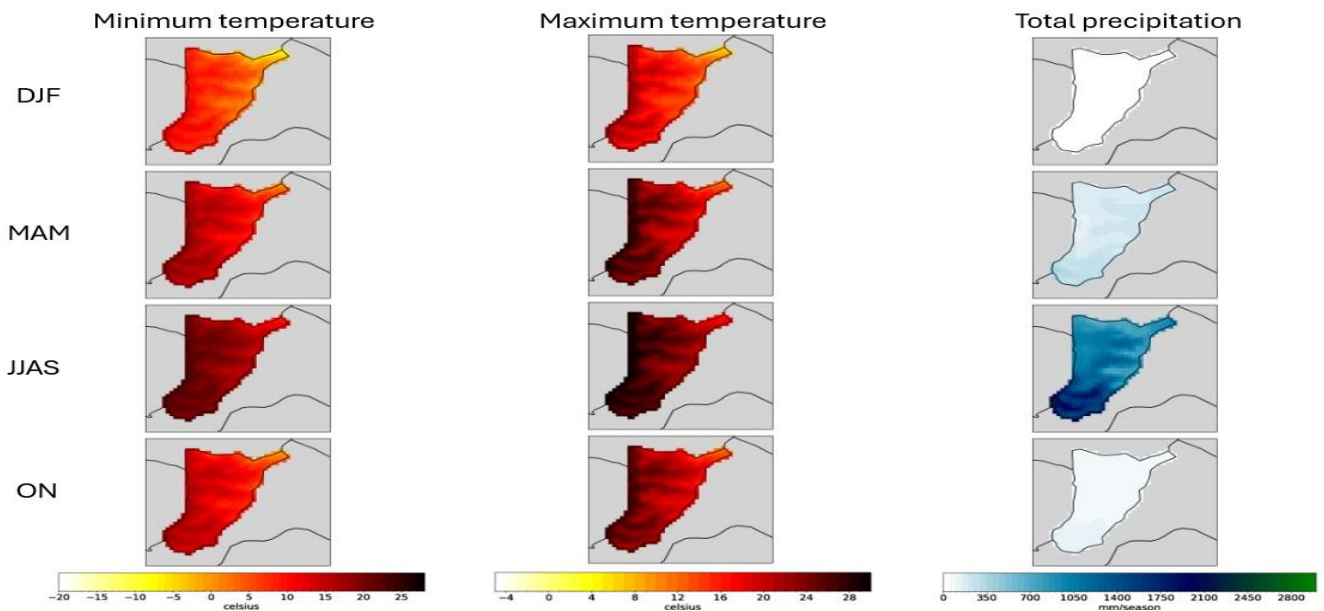 Minimum temperature Maximum temperature Total precipitation
DJF
MAM
JJAS
ON
−20 −15 −10 −5 0 5 10 15 20 25
celsius
−4 0 4 8 12 16 20 24 28
celsius
0 350 700 1050 1400 1750 2100 2450 2800
mm/season